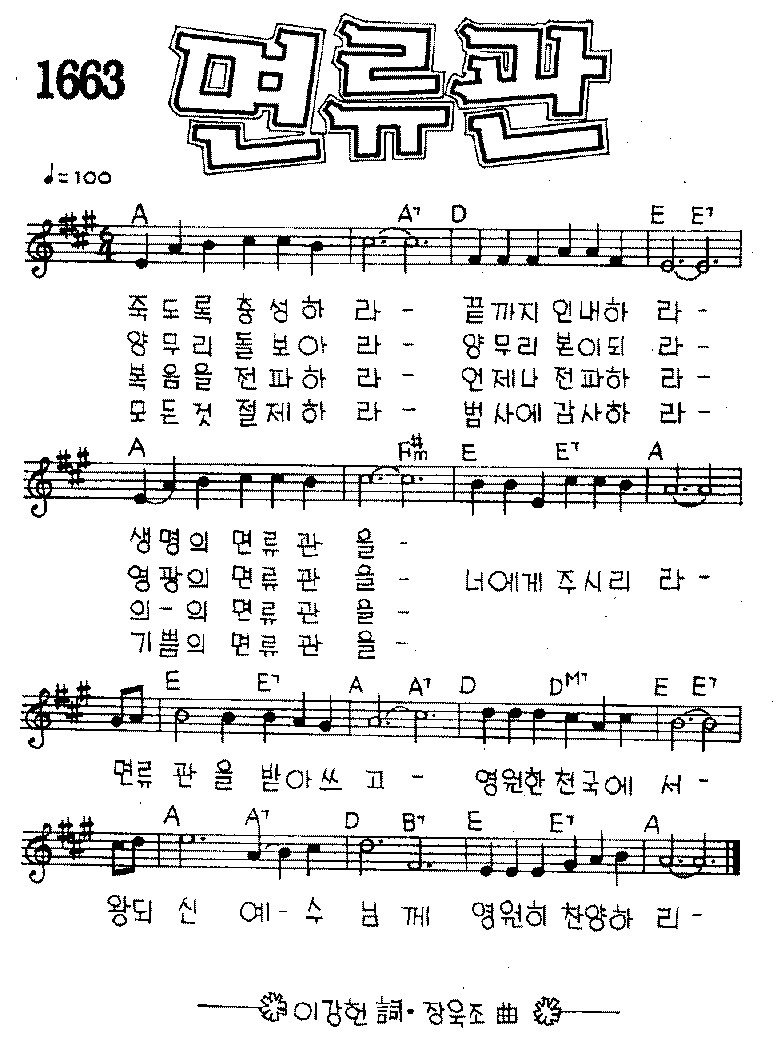 1663 면류관
♩=100
A A7 D E E7
6/4
죽도록 충성하 라 - 끝까지 인내하 라 -
양무리 돌보아 라 - 양무리 본이되 라 -
복음을 전파하 라 - 언제나 전파하 라 -
모든것 절제하 라 - 범사에 감사하 라 -
A F#m E E7 A
생명의 면류관 을 -
영광의 면류관 을 - 너에게 주시리 라 -
의-의 면류관 을 -
기쁨의 면류관 을 -
E E7 A A7 D DM7 E E7
면류 관 을 받아쓰 고 - 영원한 천국에 서 -
A A7 D B7 E E7 A
왕되 신 예-수 님 께 영원히 찬양하 리 -
이강헌 詞· 장욱조 曲